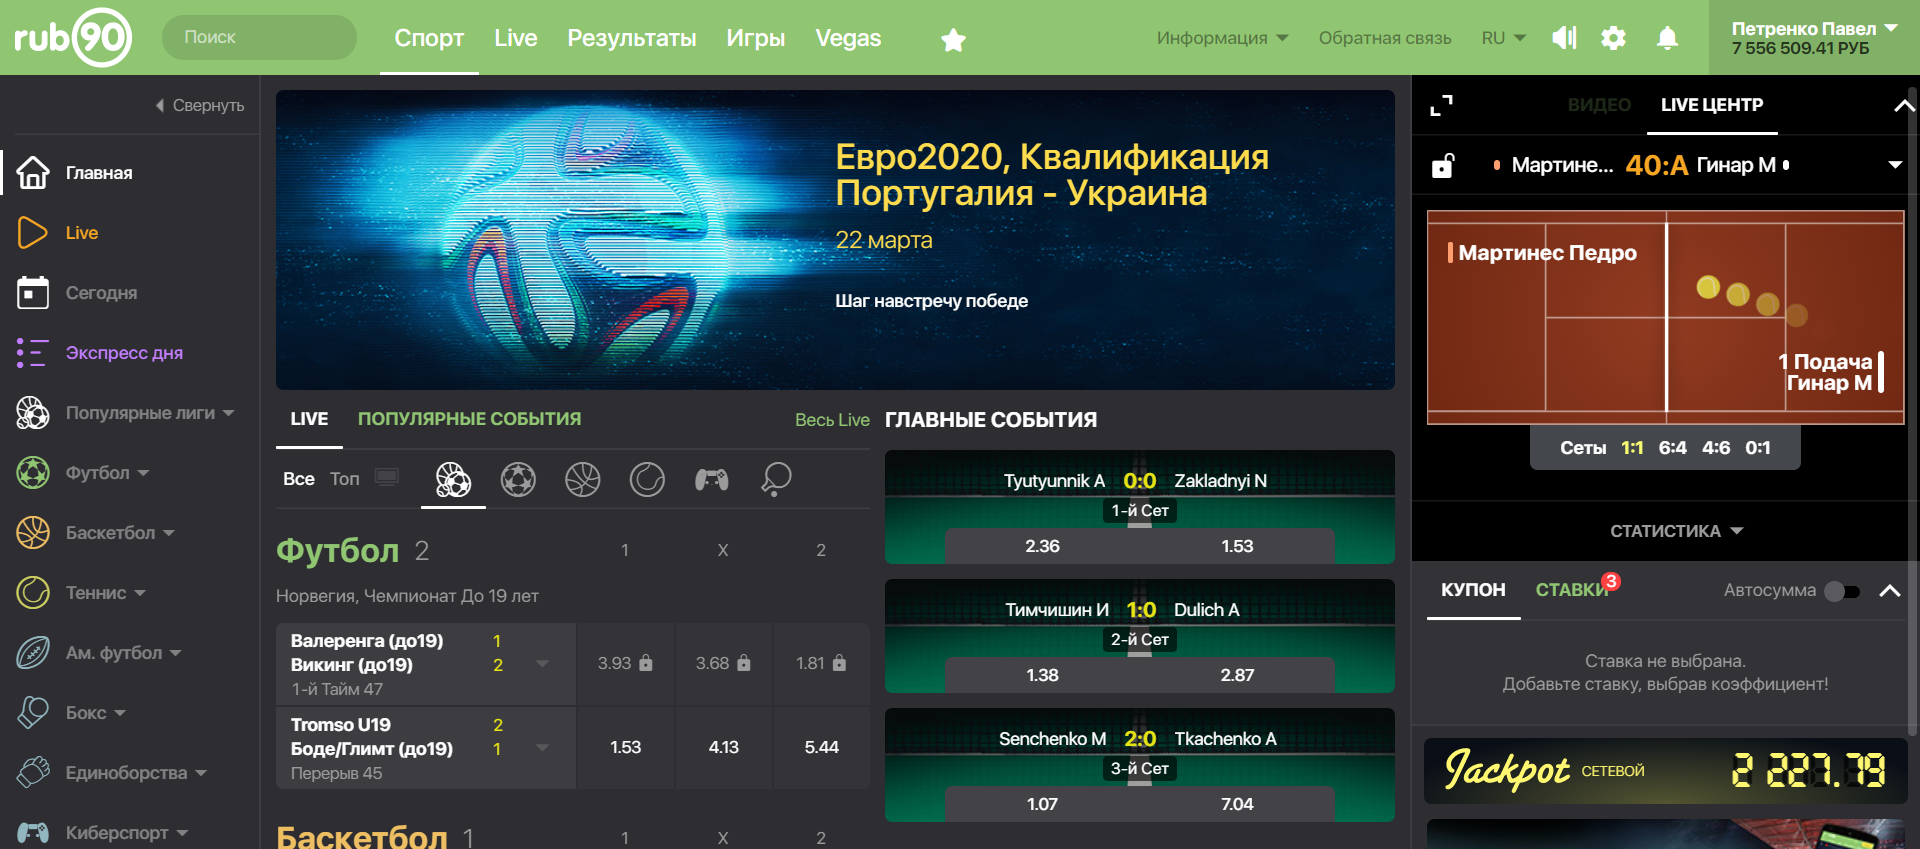 rub90
Поиск
Спорт Live Результаты Игры Vegas
Информация Обратная связь RU
Петренко Павел
7 556 509.41 РУБ
Свернуть
Главная
Live
Сегодня
Экспресс дня
Популярные лиги
Футбол
Баскетбол
Теннис
Ам. футбол
Бокс
Единоборства
Киберспорт
Евро2020, Квалификация
Португалия - Украина
22 марта
Шаг навстречу победе
LIVE ПОПУЛЯРНЫЕ СОБЫТИЯ Весь Live
Все Топ
Футбол 2 1 X 2
Норвегия, Чемпионат До 19 лет
Валеренга (до19) 1
Викинг (до19) 2
1-й Тайм 47
3.93 3.68 1.81
Tromso U19 2
Боде/Глимт (до19) 1
Перерыв 45
1.53 4.13 5.44
Баскетбол 1 1 X 2
ГЛАВНЫЕ СОБЫТИЯ
Tyutyunnik A 0:0 Zakladnyi N
1-й Сет
2.36 1.53
Тимчишин И 1:0 Dulich A
2-й Сет
1.38 2.87
Senchenko M 2:0 Tkachenko A
3-й Сет
1.07 7.04
ВИДЕО LIVE ЦЕНТР
Мартине... 40:A Гинар М
Мартинес Педро
1 Подача
Гинар М
Сеты 1:1 6:4 4:6 0:1
СТАТИСТИКА
КУПОН СТАВКИ 3 Автосумма
Ставка не выбрана.
Добавьте ставку, выбрав коэффициент!
Jackpot СЕТЕВОЙ 2 227.79